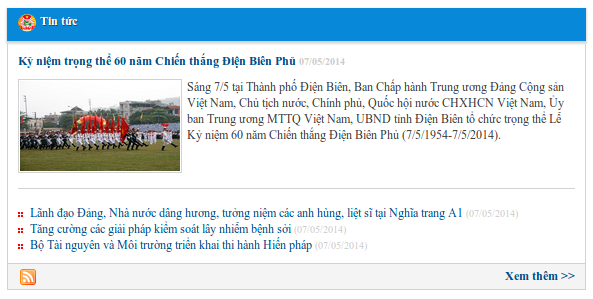 Tin tức
Kỷ niệm trọng thể 60 năm Chiến thắng Điện Biên Phủ 07/05/2014
Sáng 7/5 tại Thành phố Điện Biên, Ban Chấp hành Trung ương Đảng Cộng sản
Việt Nam, Chủ tịch nước, Chính phủ, Quốc hội nước CHXHCN Việt Nam, Ủy
ban Trung ương MTTQ Việt Nam, UBND tỉnh Điện Biên tổ chức trọng thể Lễ
Kỷ niệm 60 năm Chiến thắng Điện Biên Phủ (7/5/1954-7/5/2014).
Lãnh đạo Đảng, Nhà nước dâng hương, tưởng niệm các anh hùng, liệt sĩ tại Nghĩa trang A1 (07/05/2014)
Tăng cường các giải pháp kiểm soát lây nhiễm bệnh sởi (07/05/2014)
Bộ Tài nguyên và Môi trường triển khai thi hành Hiến pháp (07/05/2014)
Xem thêm >>